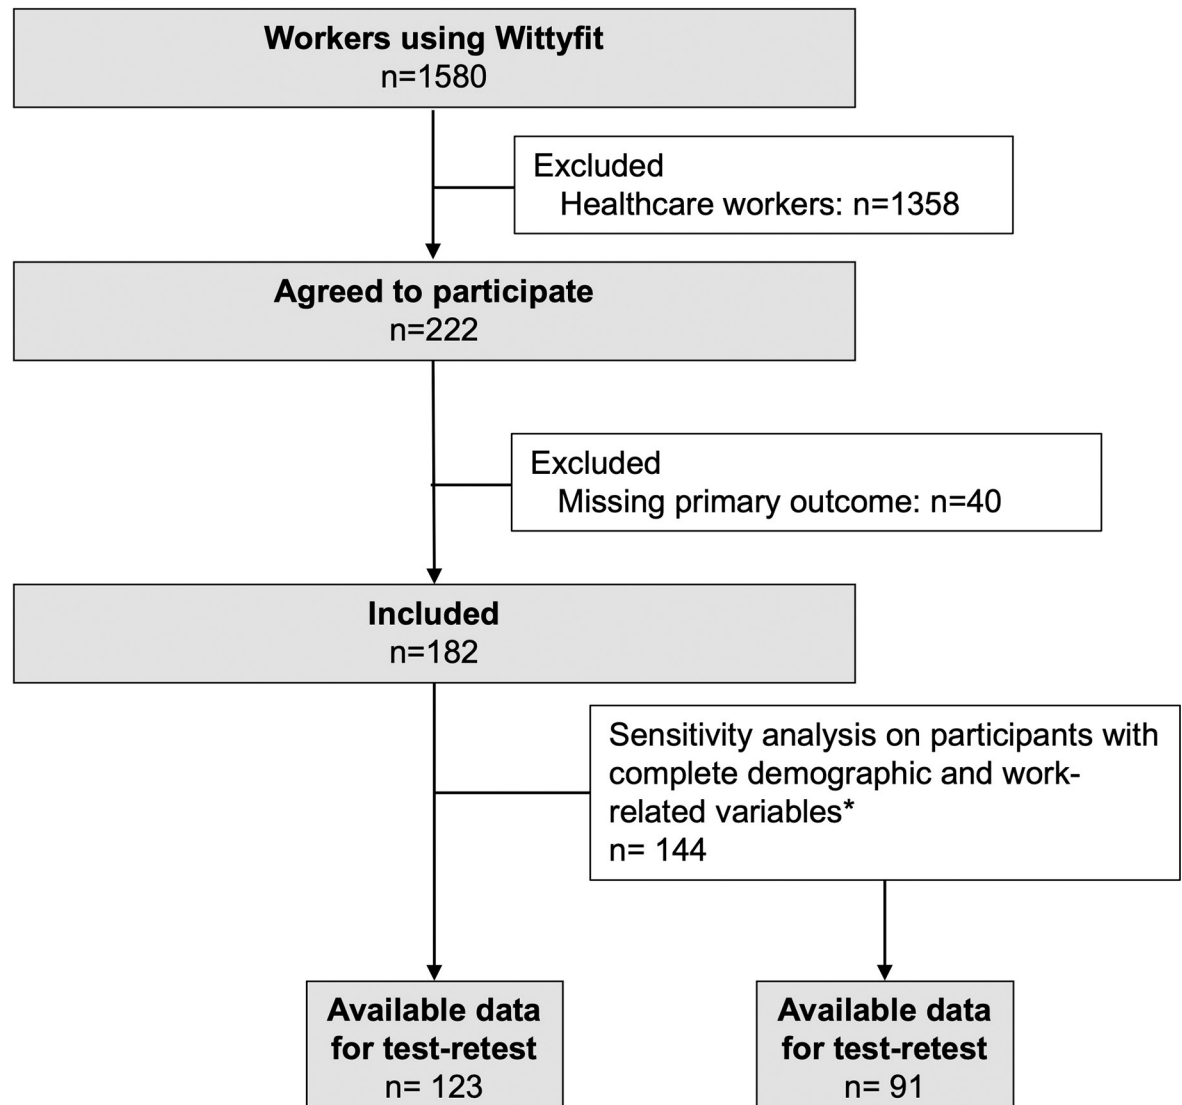 Workers using Wittyfit
n=1580
Excluded
Healthcare workers: n=1358
Agreed to participate
n=222
Excluded
Missing primary outcome: n=40
Included
n=182
Sensitivity analysis on participants with
complete demographic and work-
related variables*
n= 144
Available data
for test-retest
n= 123
Available data
for test-retest
n= 91